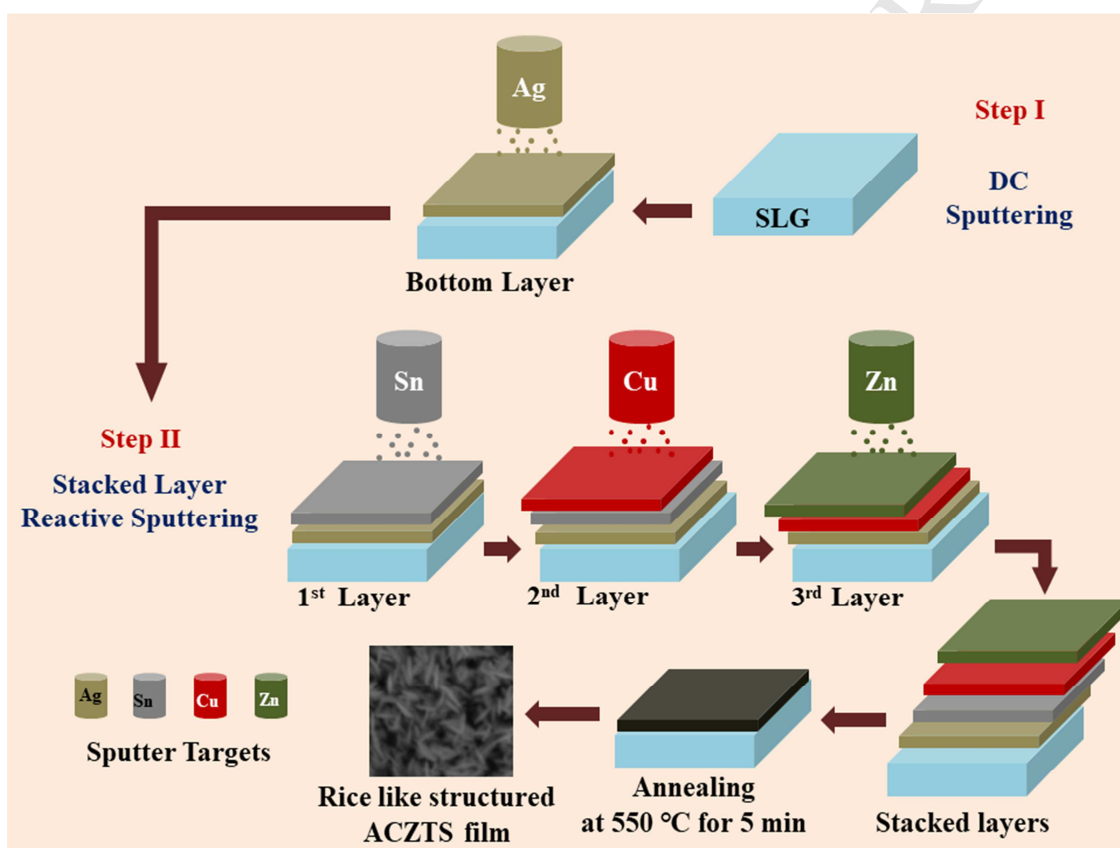 Ag
Step I
DC
Sputtering
SLG
Bottom Layer
Sn
Cu
Zn
Step II
Stacked Layer
Reactive Sputtering
1st Layer
2nd Layer
3rd Layer
Ag
Sn
Cu
Zn
Sputter Targets
Rice like structured
ACZTS film
Annealing
at 550 °C for 5 min
Stacked layers